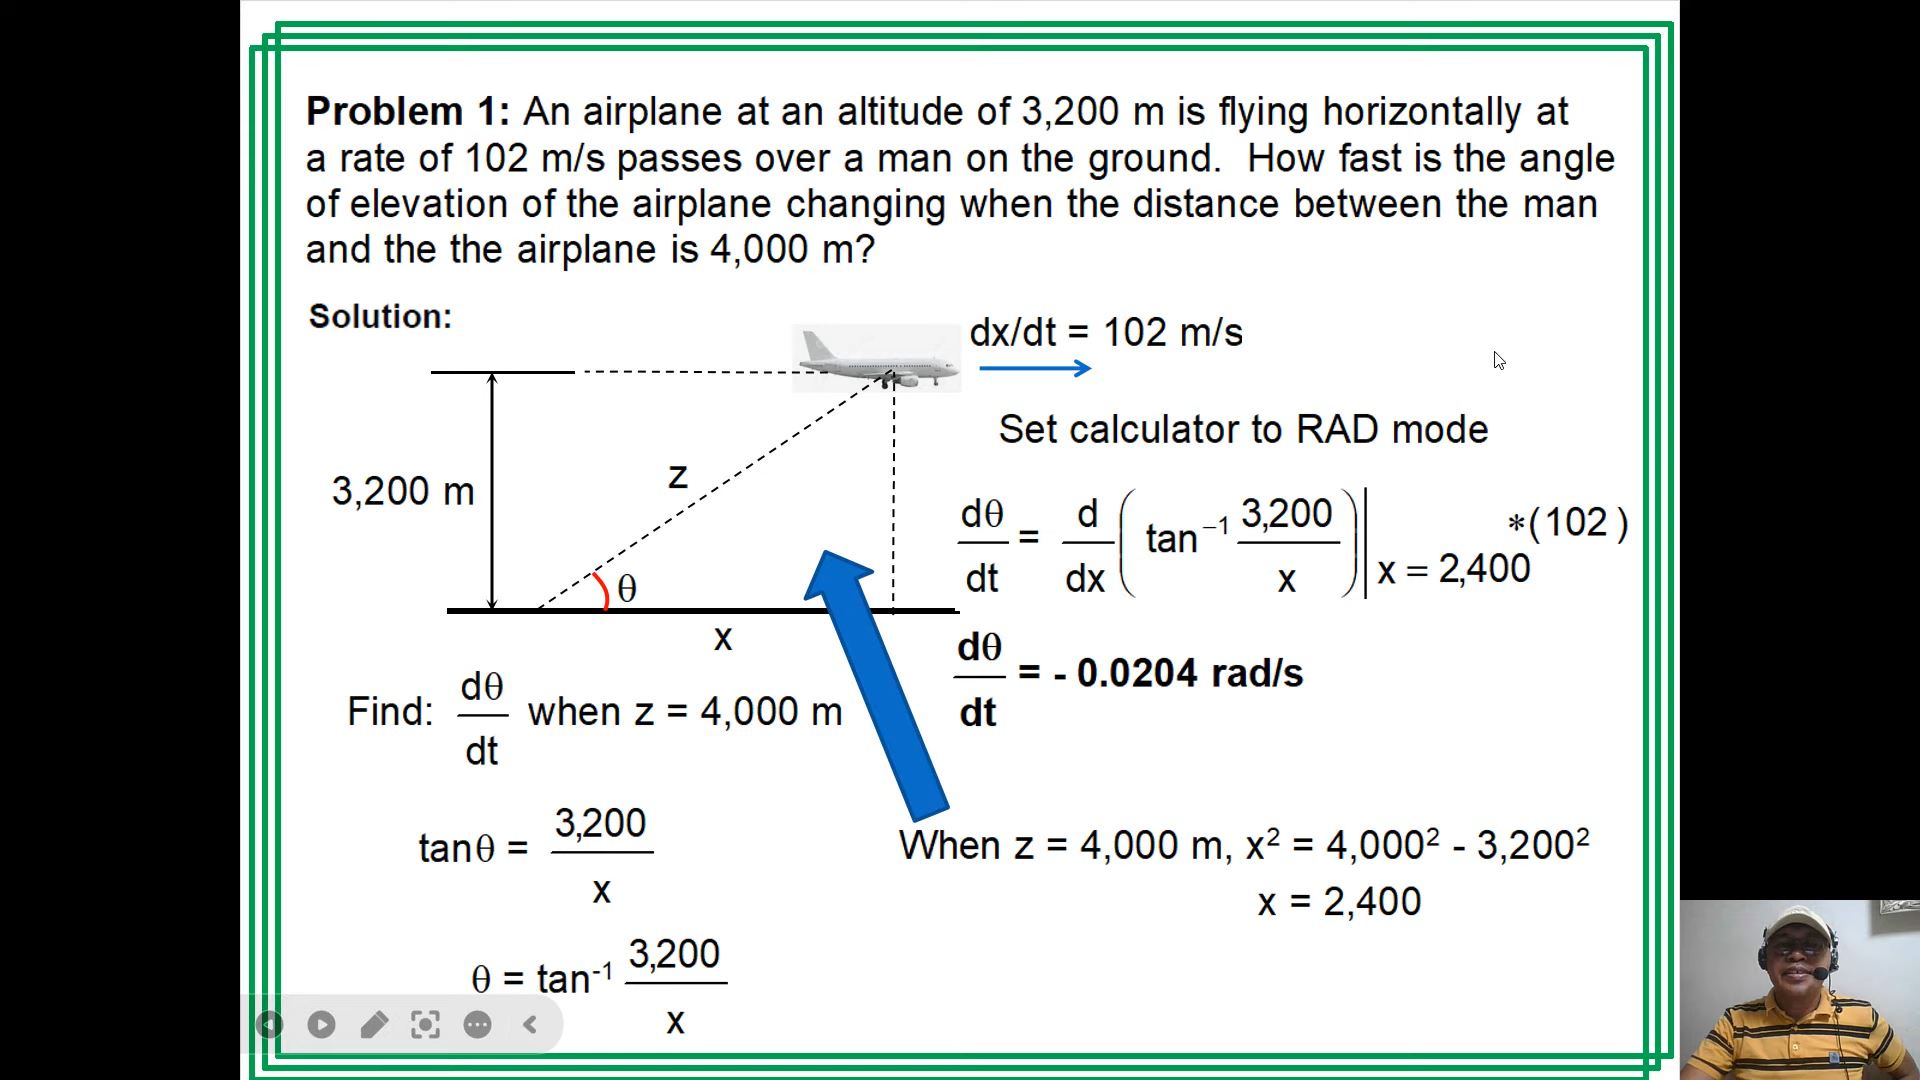 Problem 1: An airplane at an altitude of 3,200 m is flying horizontally at
a rate of 102 m/s passes over a man on the ground. How fast is the angle
of elevation of the airplane changing when the distance between the man
and the the airplane is 4,000 m?
Solution:
dx/dt = 102 m/s
3,200 m
z
θ
x
Find: dθ/dt when z = 4,000 m
tanθ = 3,200/x
θ = tan⁻¹ 3,200/x
Set calculator to RAD mode
dθ/dt = d/dx ( tan⁻¹ 3,200/x ) | x = 2,400 *(102)
dθ/dt = - 0.0204 rad/s
When z = 4,000 m, x² = 4,000² - 3,200²
x = 2,400